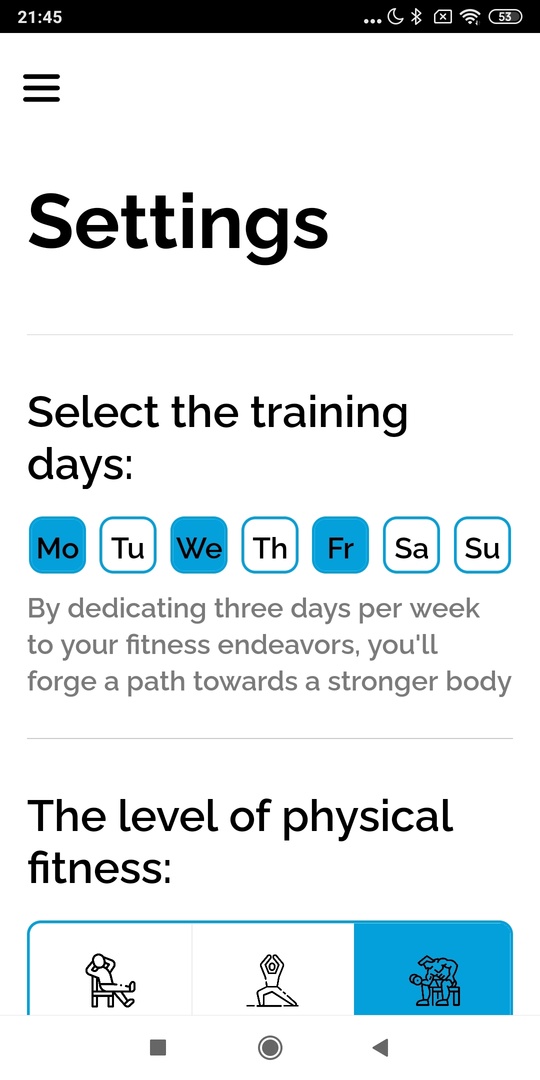 21:45
53
Settings
Select the training
days:
Mo Tu We Th Fr Sa Su
By dedicating three days per week
to your fitness endeavors, you'll
forge a path towards a stronger body
The level of physical
fitness: